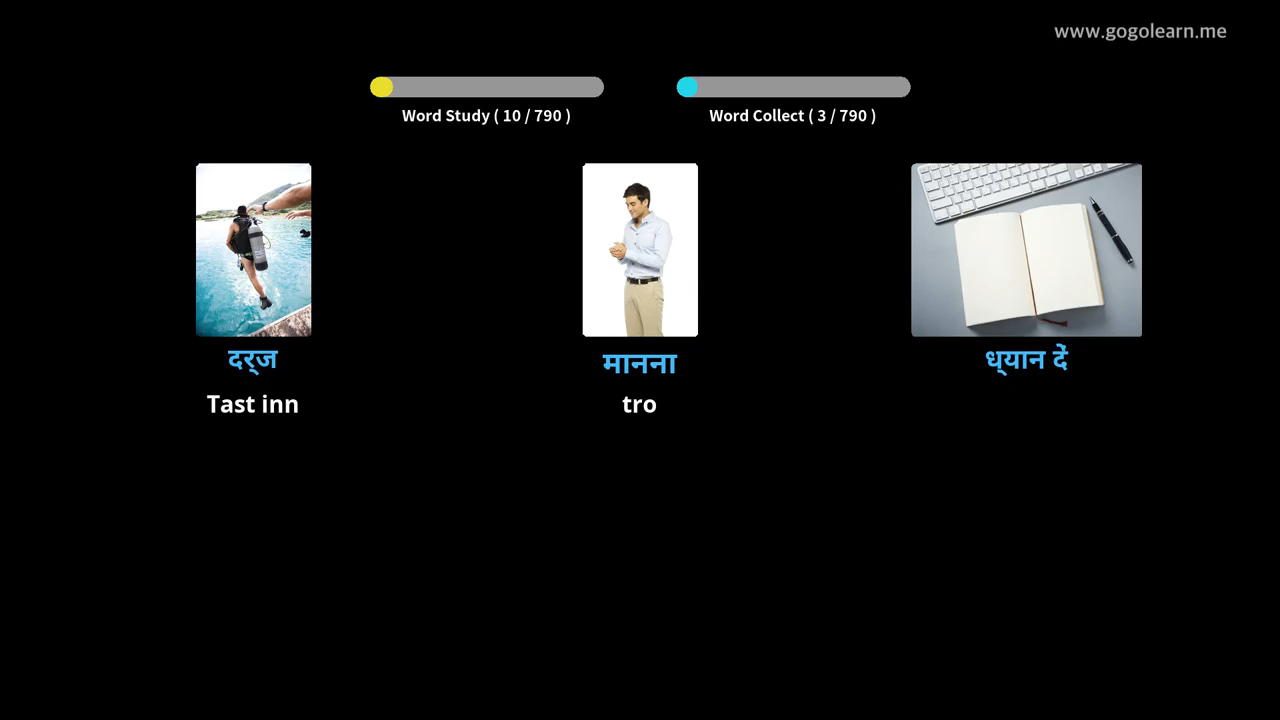 www.gogolearn.me
Word Study ( 10 / 790 )
Word Collect ( 3 / 790 )
दर्ज
मानना
ध्यान दें
Tast inn
tro